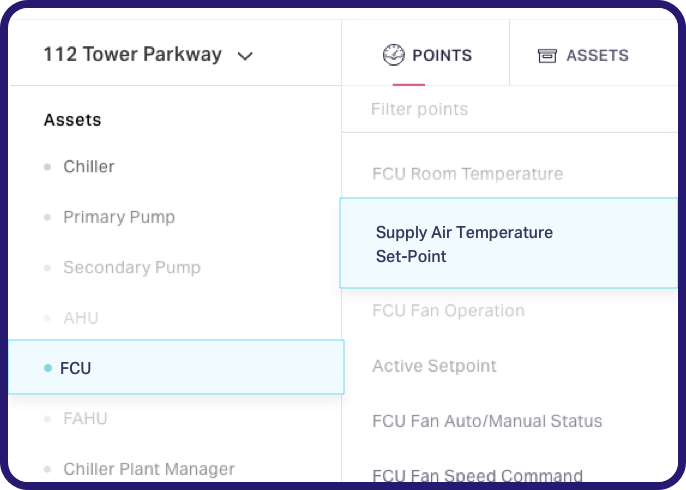 112 Tower Parkway
POINTS
ASSETS
Assets
Chiller
Primary Pump
Secondary Pump
AHU
FCU
FAHU
Chiller Plant Manager
Filter points
FCU Room Temperature
Supply Air Temperature
Set-Point
FCU Fan Operation
Active Setpoint
FCU Fan Auto/Manual Status
FCU Fan Speed Command